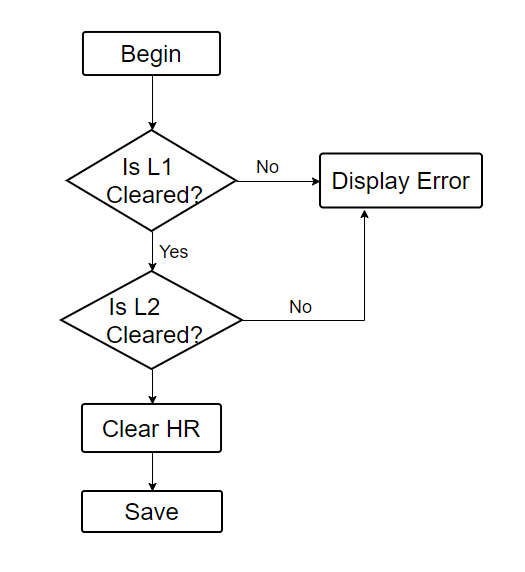 Begin
Is L1
Cleared?
No
Display Error
Yes
Is L2
Cleared?
No
Clear HR
Save